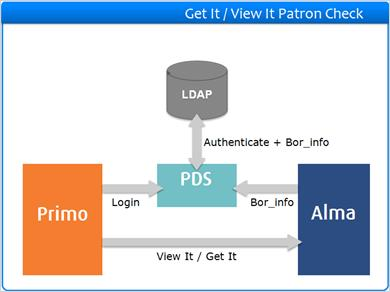 Get It / View It Patron Check
LDAP
Authenticate + Bor_info
PDS
Primo
Login
Bor_info
Alma
View It / Get It